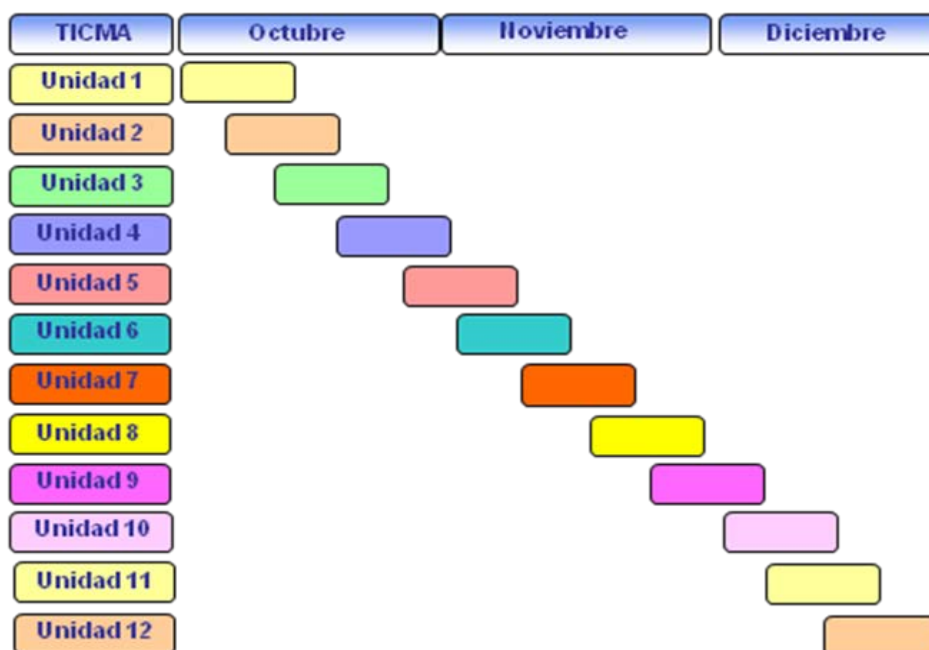 TICMA Octubre Noviembre Diciembre
Unidad 1
Unidad 2
Unidad 3
Unidad 4
Unidad 5
Unidad 6
Unidad 7
Unidad 8
Unidad 9
Unidad 10
Unidad 11
Unidad 12